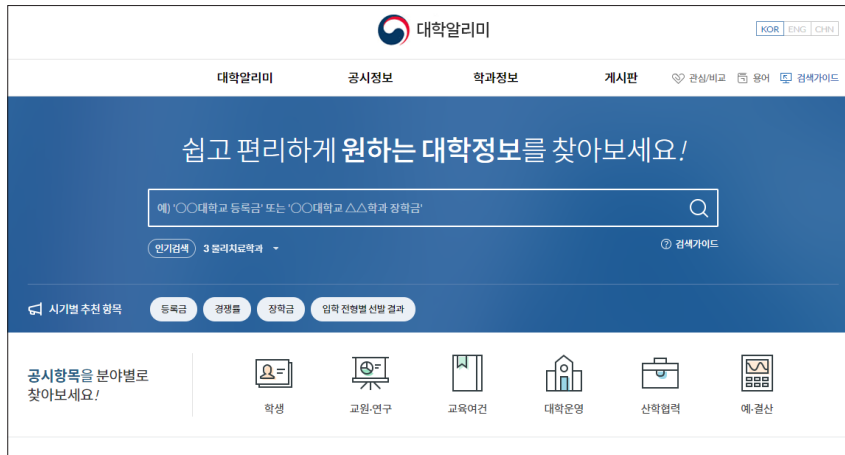 대학알리미
KOR ENG CHN
대학알리미 공시정보 학과정보 게시판 관심/비교 용어 검색가이드
쉽고 편리하게 원하는 대학정보를 찾아보세요!
예) '○○대학교 등록금' 또는 '○○대학교 △△학과 장학금'
인기검색 3 물리치료학과 검색가이드
시기별 추천 항목 등록금 경쟁률 장학금 입학 전형별 선발 결과
공시항목을 분야별로
찾아보세요!
학생 교원·연구 교육여건 대학운영 산학협력 예·결산